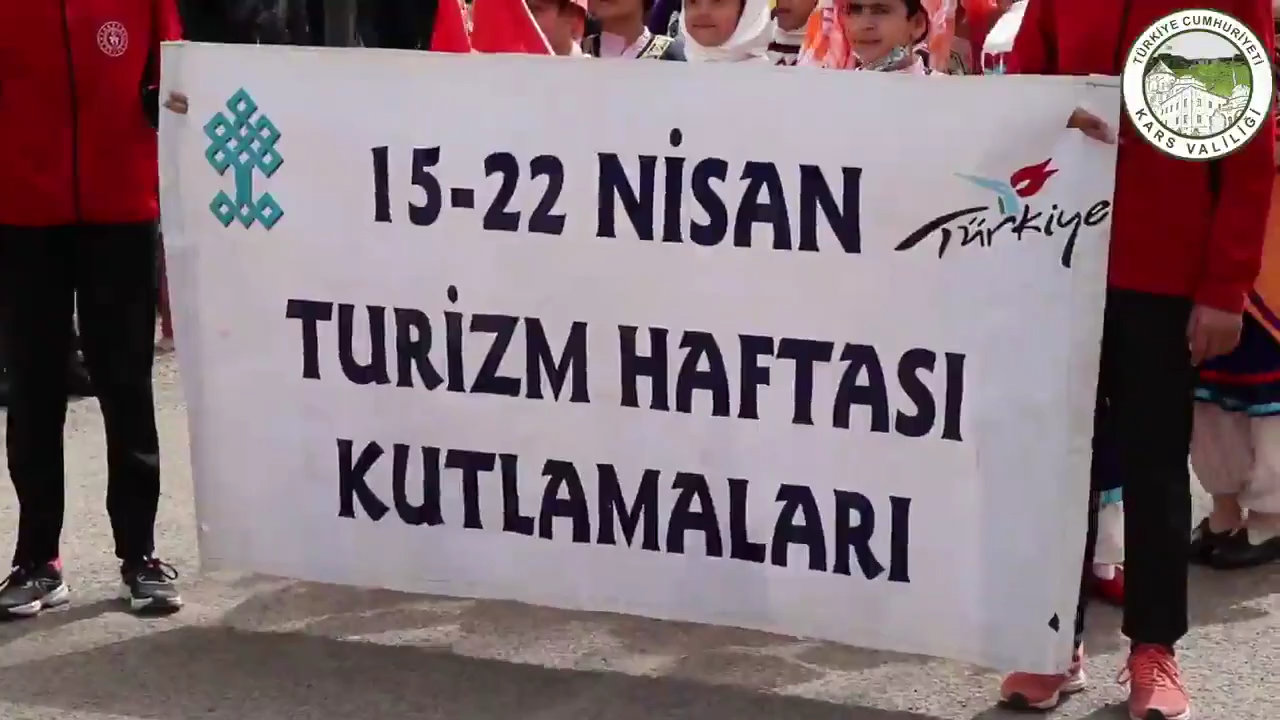 15-22 NİSAN
TURİZM HAFTASI
KUTLAMALARI
Türkiye
TÜRKİYE CUMHURİYETİ
KARS VALİLİĞİ